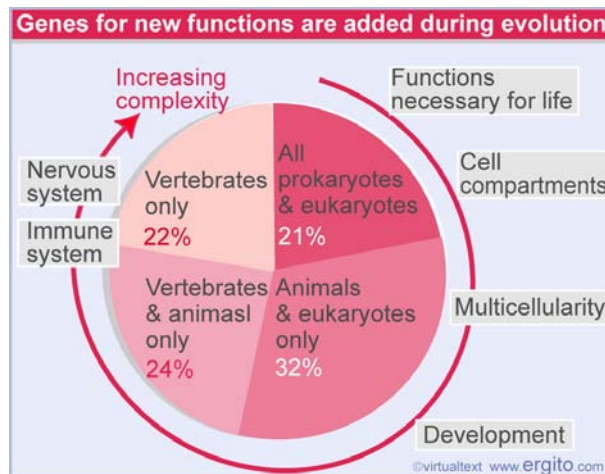 Genes for new functions are added during evolution
Increasing
complexity
Functions
necessary for life
Cell
compartments
Multicellularity
Development
Nervous
system
Immune
system
Vertebrates
only
22%
All
prokaryotes
& eukaryotes
21%
Vertebrates
& animasl
only
24%
Animals
& eukaryotes
only
32%
©virtualtext www.ergito.com